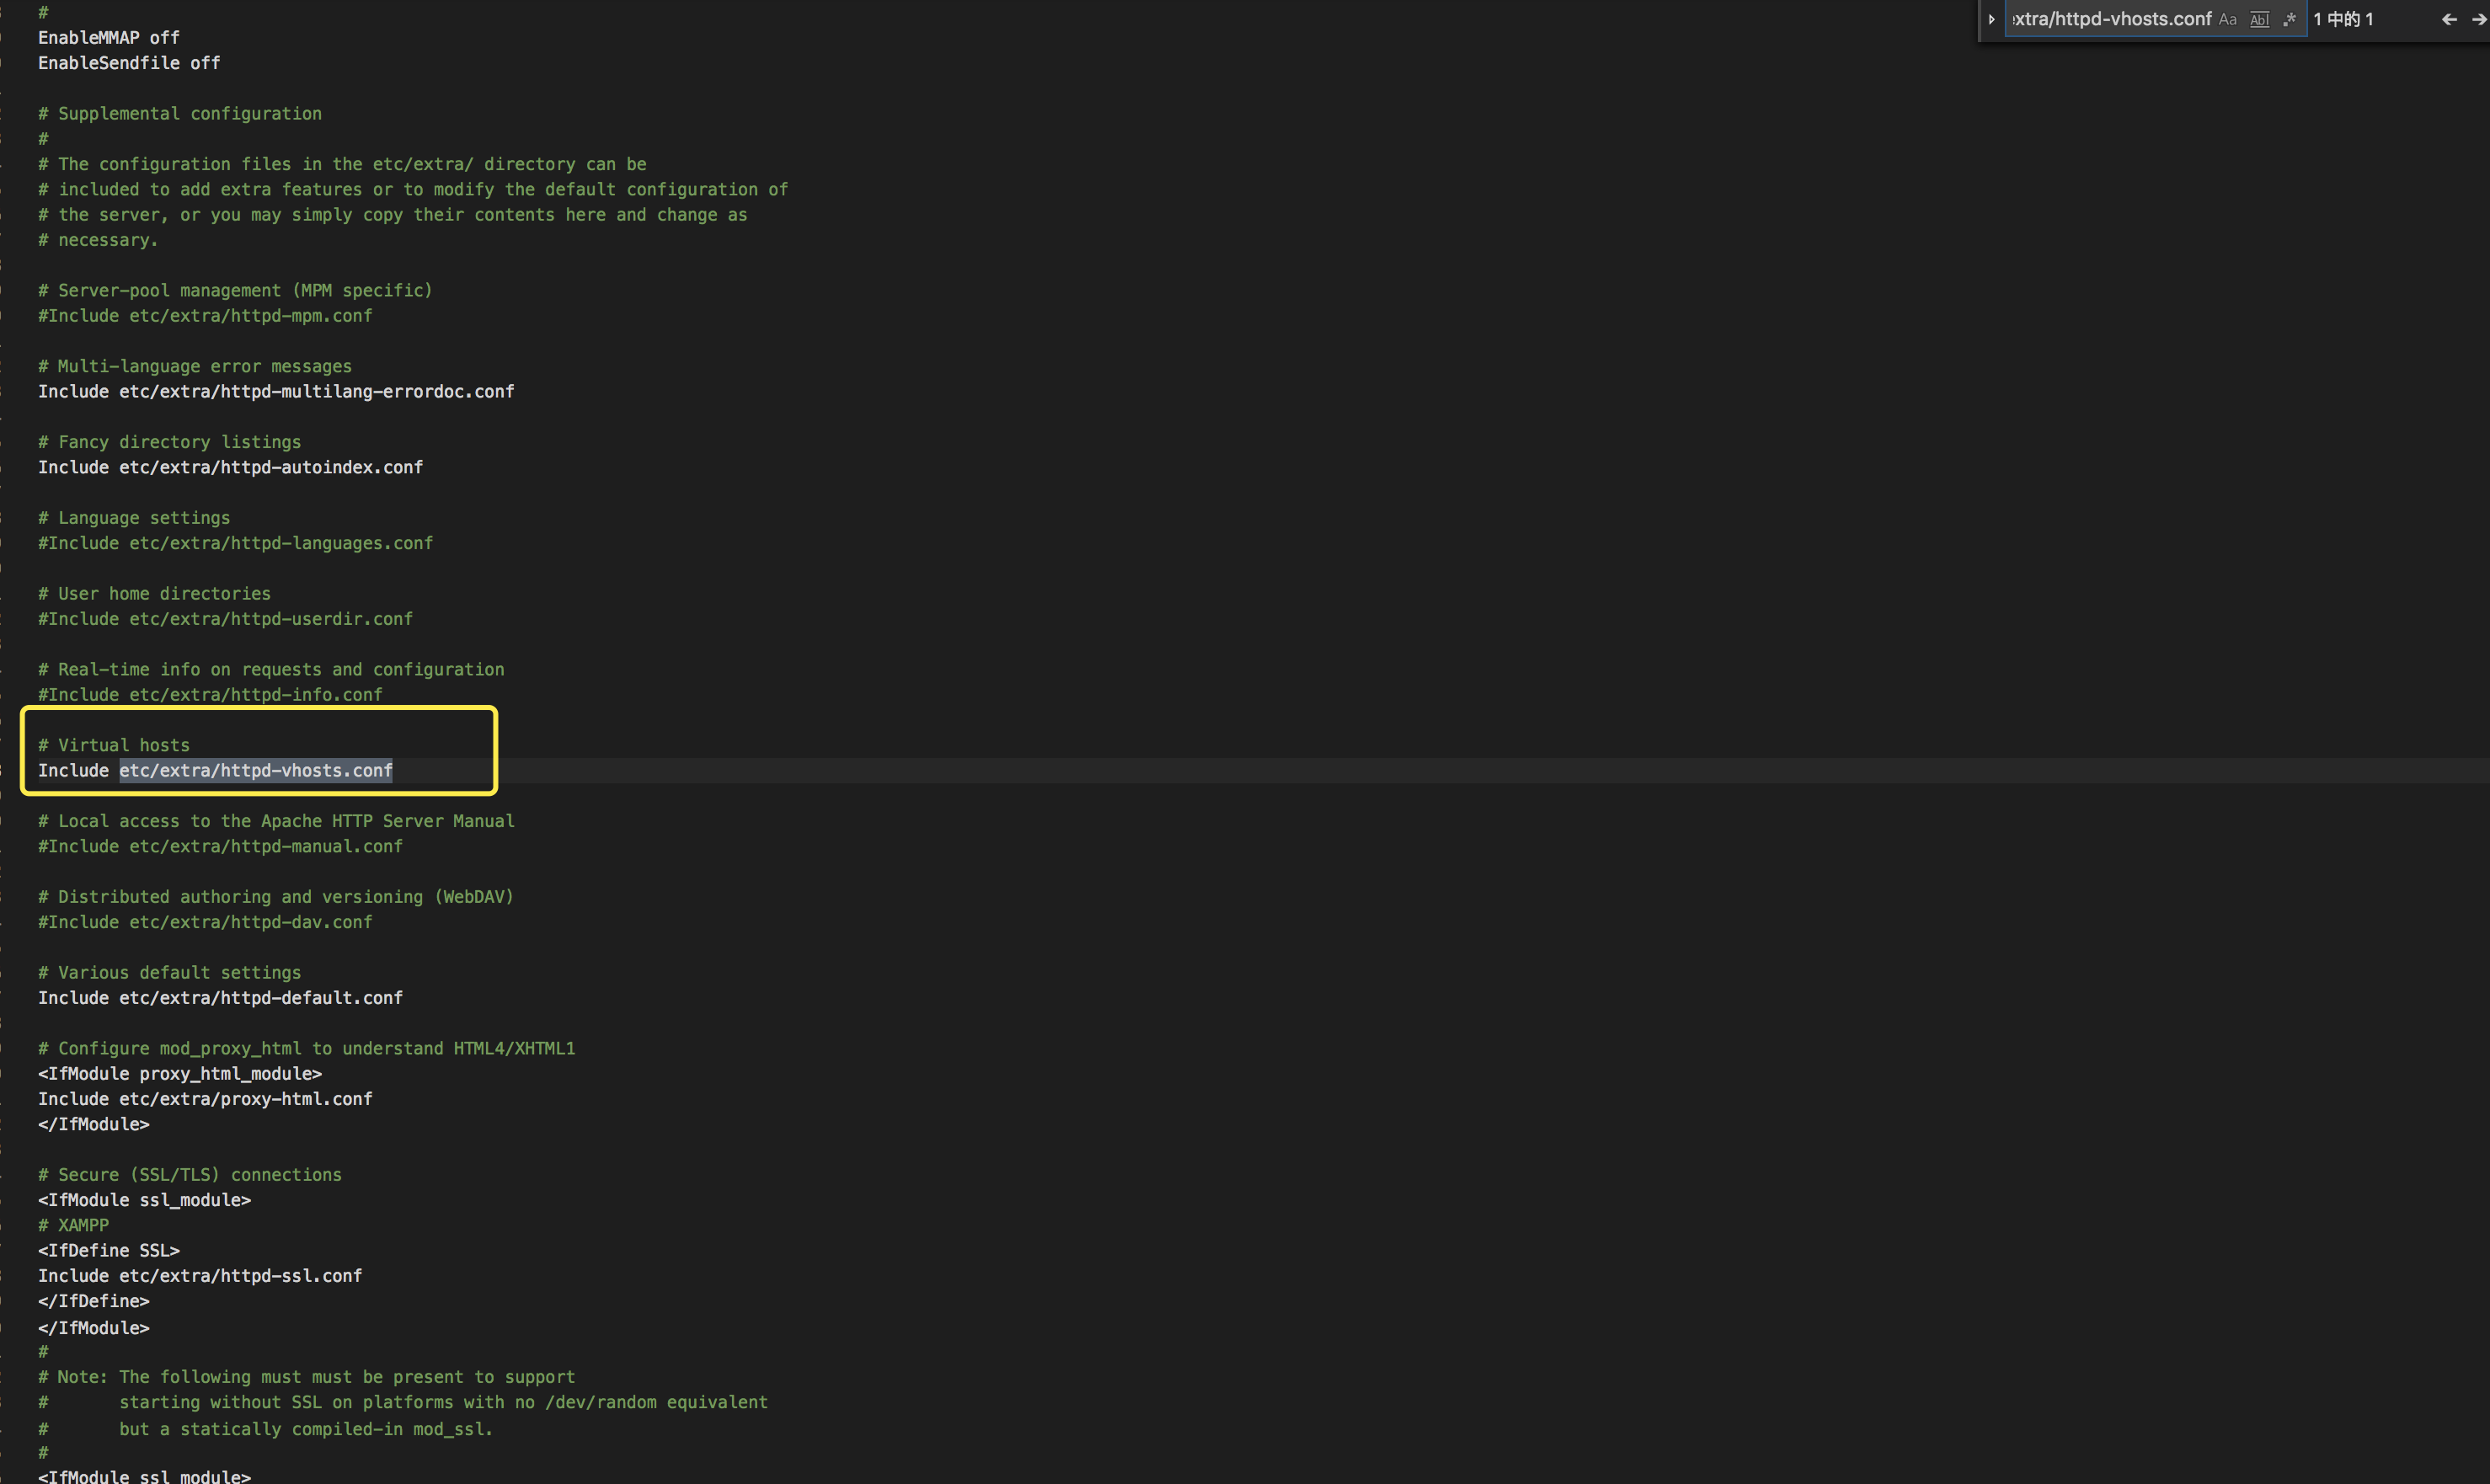 #
EnableMMAP off
EnableSendfile off
# Supplemental configuration
#
# The configuration files in the etc/extra/ directory can be
# included to add extra features or to modify the default configuration of
# the server, or you may simply copy their contents here and change as
# necessary.
# Server-pool management (MPM specific)
#Include etc/extra/httpd-mpm.conf
# Multi-language error messages
Include etc/extra/httpd-multilang-errordoc.conf
# Fancy directory listings
Include etc/extra/httpd-autoindex.conf
# Language settings
#Include etc/extra/httpd-languages.conf
# User home directories
#Include etc/extra/httpd-userdir.conf
# Real-time info on requests and configuration
#Include etc/extra/httpd-info.conf
# Virtual hosts
Include etc/extra/httpd-vhosts.conf
# Local access to the Apache HTTP Server Manual
#Include etc/extra/httpd-manual.conf
# Distributed authoring and versioning (WebDAV)
#Include etc/extra/httpd-dav.conf
# Various default settings
Include etc/extra/httpd-default.conf
# Configure mod_proxy_html to understand HTML4/XHTML1
<IfModule proxy_html_module>
Include etc/extra/proxy-html.conf
</IfModule>
# Secure (SSL/TLS) connections
<IfModule ssl_module>
# XAMPP
<IfDefine SSL>
Include etc/extra/httpd-ssl.conf
</IfDefine>
</IfModule>
#
# Note: The following must must be present to support
#       starting without SSL on platforms with no /dev/random equivalent
#       but a statically compiled-in mod_ssl.
#
<IfModule ssl_module>
xtra/httpd-vhosts.conf Aa Abl .* 1 中的 1